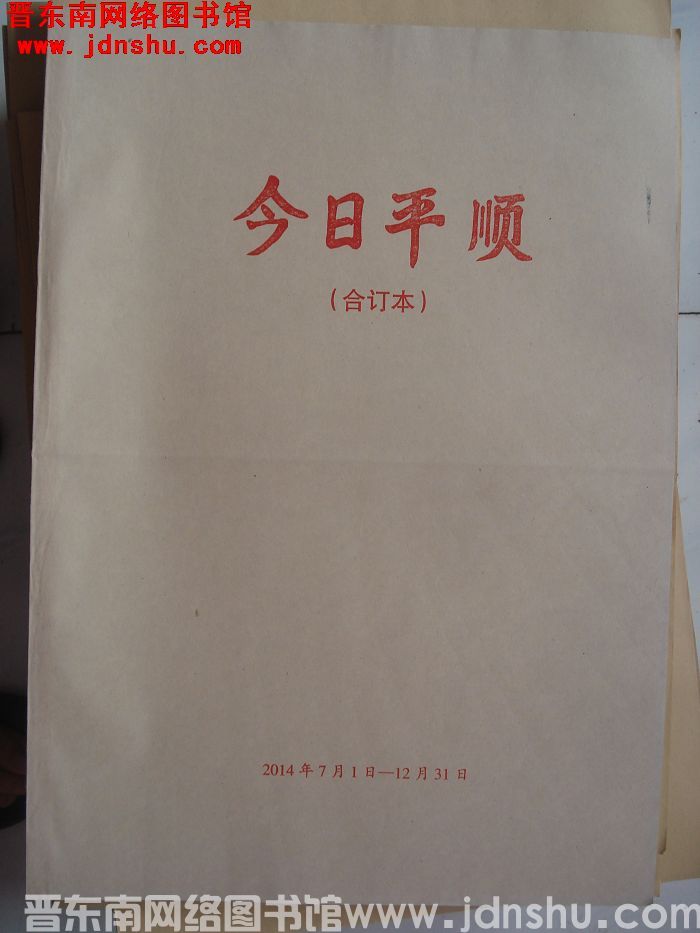 晋东南网络图书馆
www.jdnshu.com
今日平顺
（合订本）
2014年7月1日—12月31日
晋东南网络图书馆www.jdnshu.com